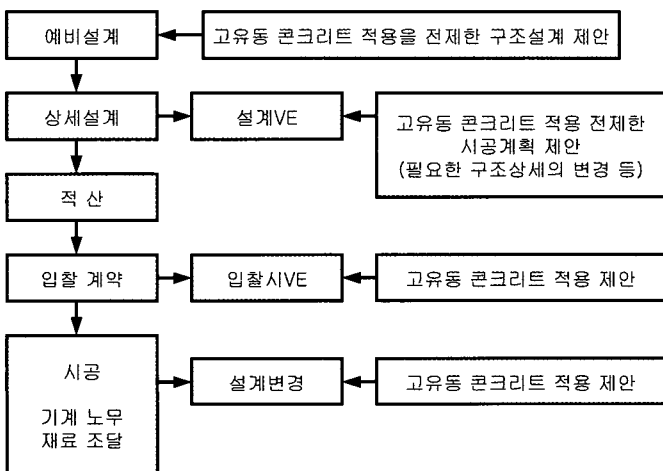 예비설계
고유동 콘크리트 적용을 전제한 구조설계 제안
상세설계
설계VE
고유동 콘크리트 적용 전제한
시공계획 제안
(필요한 구조상세의 변경 등)
적 산
입찰 계약
입찰시VE
고유동 콘크리트 적용 제안
시공
기계 노무
재료 조달
설계변경
고유동 콘크리트 적용 제안